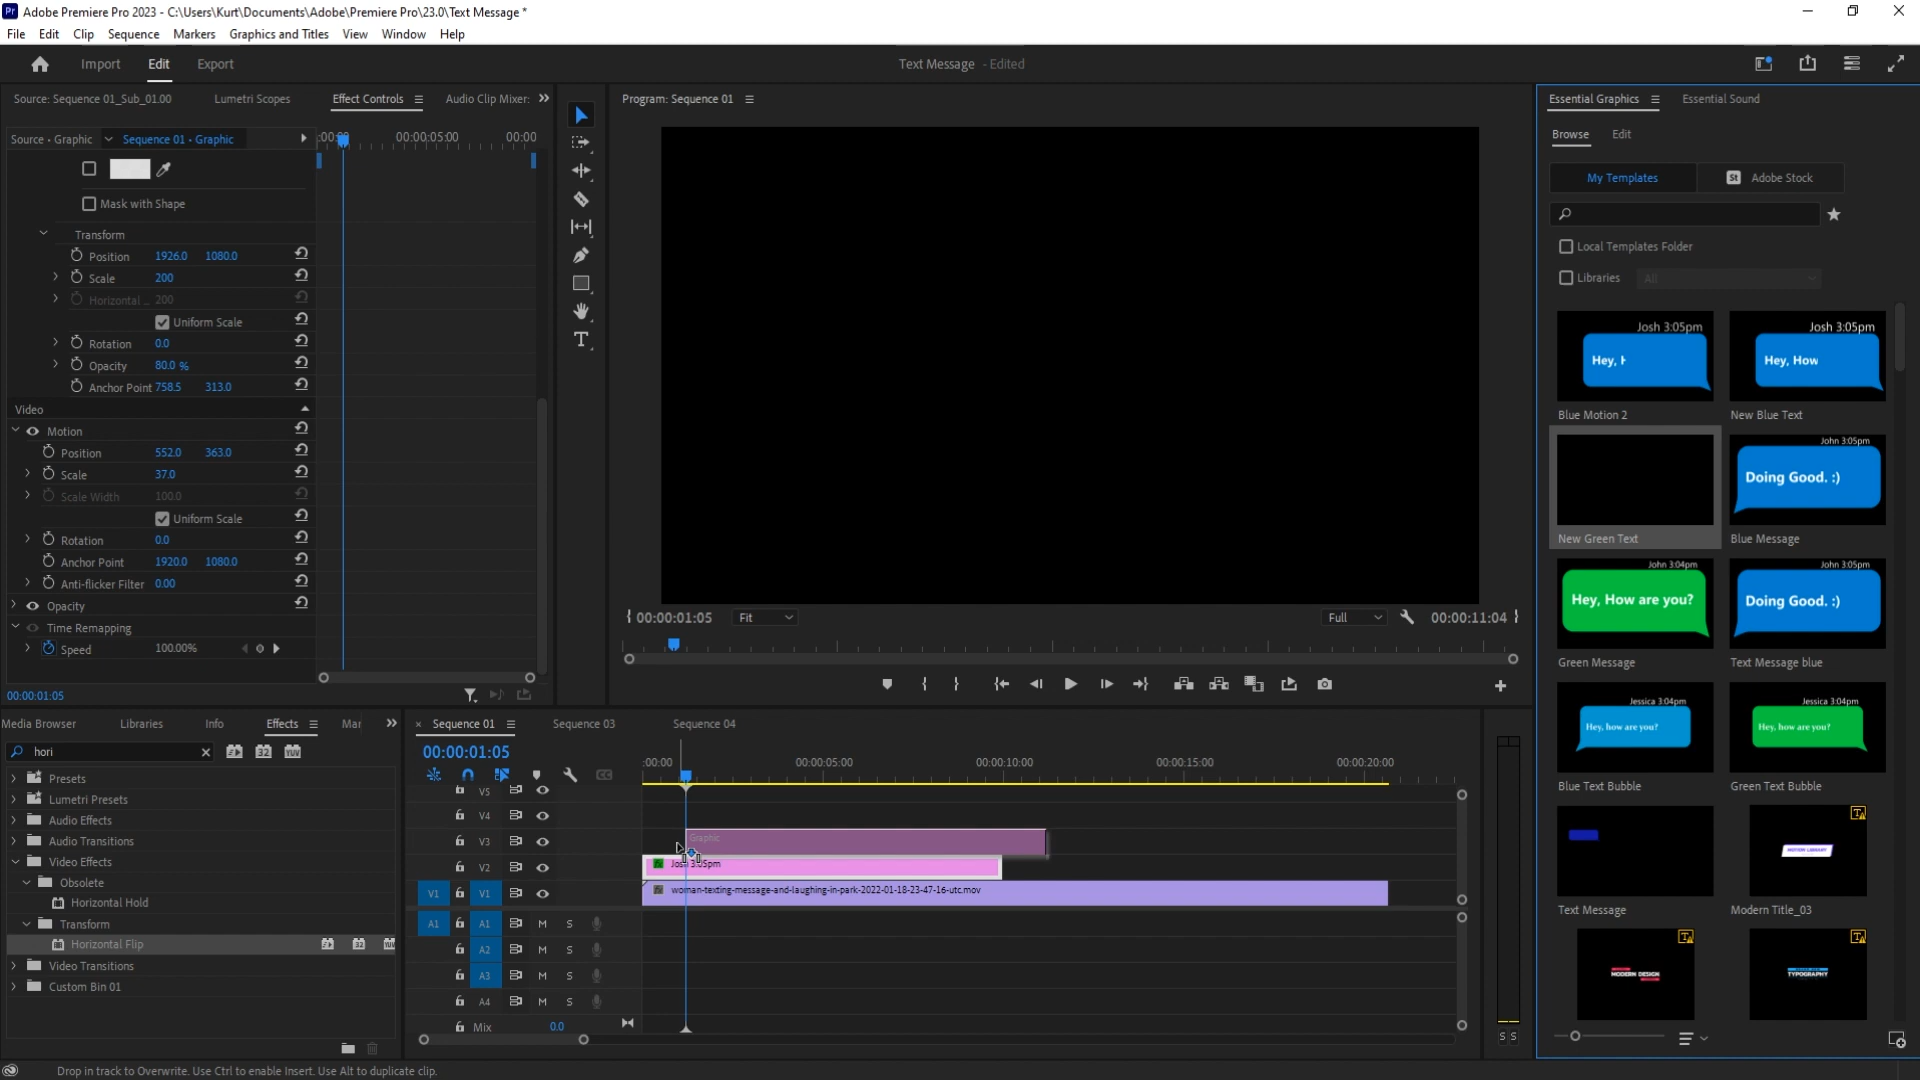 Adobe Premiere Pro 2023 - C:\Users\Kurt\Documents\Adobe\Premiere Pro\23.0\Text Message *
File Edit Clip Sequence Markers Graphics and Titles View Window Help
Import Edit Export
Text Message - Edited
Source: Sequence 01_Sub_01.00 Lumetri Scopes Effect Controls Audio Clip Mixer:
Source • Graphic Sequence 01 • Graphic
:00:00 00:00:05:00 00:00
Mask with Shape
Transform
Position 1926.0 1080.0
Scale 200
Horizontal ... 200
Uniform Scale
Rotation 0.0
Opacity 80.0 %
Anchor Point 758.5 313.0
Video
Motion
Position 552.0 363.0
Scale 37.0
Scale Width 100.0
Uniform Scale
Rotation 0.0
Anchor Point 1920.0 1080.0
Anti-flicker Filter 0.00
Opacity
Time Remapping
Speed 100.00%
00:00:01:05
Program: Sequence 01
00:00:01:05 Fit Full 00:00:11:04
Essential Graphics Essential Sound
Browse Edit
My Templates St Adobe Stock
Local Templates Folder
Libraries All
Josh 3:05pm
Hey, H
Blue Motion 2
Josh 3:05pm
Hey, How
New Blue Text
New Green Text
John 3:05pm
Doing Good. :)
Blue Message
John 3:04pm
Hey, How are you?
Green Message
John 3:05pm
Doing Good. :)
Text Message blue
Jessica 3:04pm
Hey, how are you?
Blue Text Bubble
Jessica 3:04pm
Hey, how are you?
Green Text Bubble
Text Message
MOTION LIBRARY
Modern Title_03
MODERN DESIGN
TYPOGRAPHY
Media Browser Libraries Info Effects Mar
hori
Presets
Lumetri Presets
Audio Effects
Audio Transitions
Video Effects
Obsolete
Horizontal Hold
Transform
Horizontal Flip
Video Transitions
Custom Bin 01
Sequence 01 Sequence 03 Sequence 04
00:00:01:05
:00:00 00:00:05:00 00:00:10:00 00:00:15:00 00:00:20:00
V5
V4
V3 Graphic
V2 Josh 3:05pm
V1 V1 woman-texting-message-and-laughing-in-park-2022-01-18-23-47-16-utc.mov
A1 A1 M S
A2 M S
A3 M S
A4 M S
Mix 0.0
S S
Drop in track to Overwrite. Use Ctrl to enable Insert. Use Alt to duplicate clip.